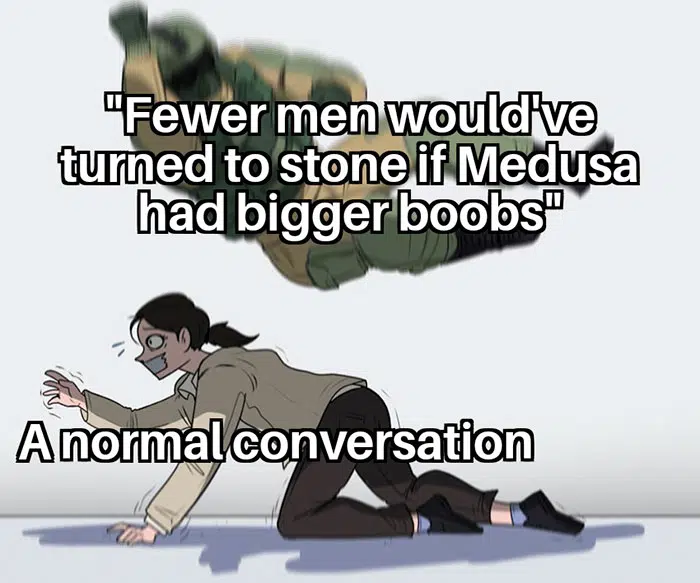 "Fewer men would've
turned to stone if Medusa
had bigger boobs"
A normal conversation